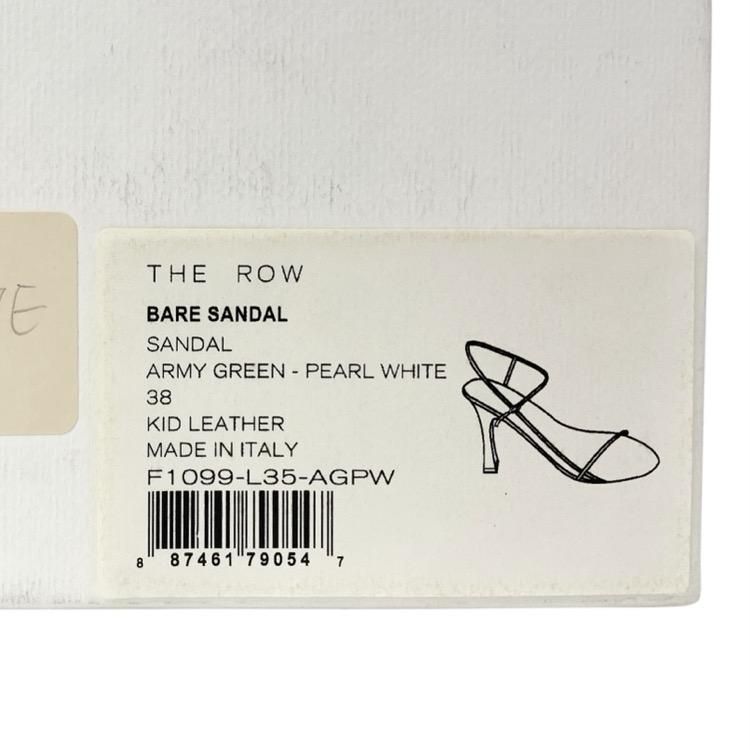 THE ROW
BARE SANDAL
SANDAL
ARMY GREEN - PEARL WHITE
38
KID LEATHER
MADE IN ITALY
F1099-L35-AGPW
8 87461 79054 7